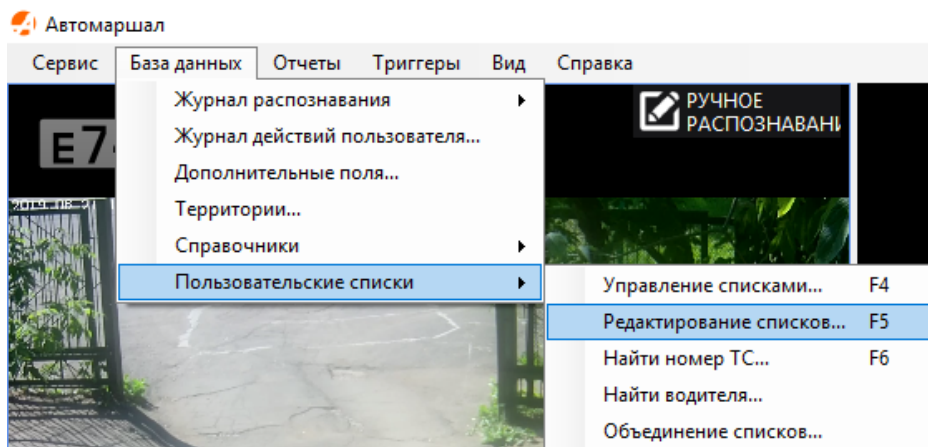 Автомаршал
Сервис База данных Отчеты Триггеры Вид Справка
Журнал распознавания
Журнал действий пользователя...
Дополнительные поля...
Территории...
Справочники
Пользовательские списки
РУЧНОЕ
Е7
Управление списками... F4
Редактирование списков... F5
Найти номер ТС... F6
Найти водителя...
Объединение списков...